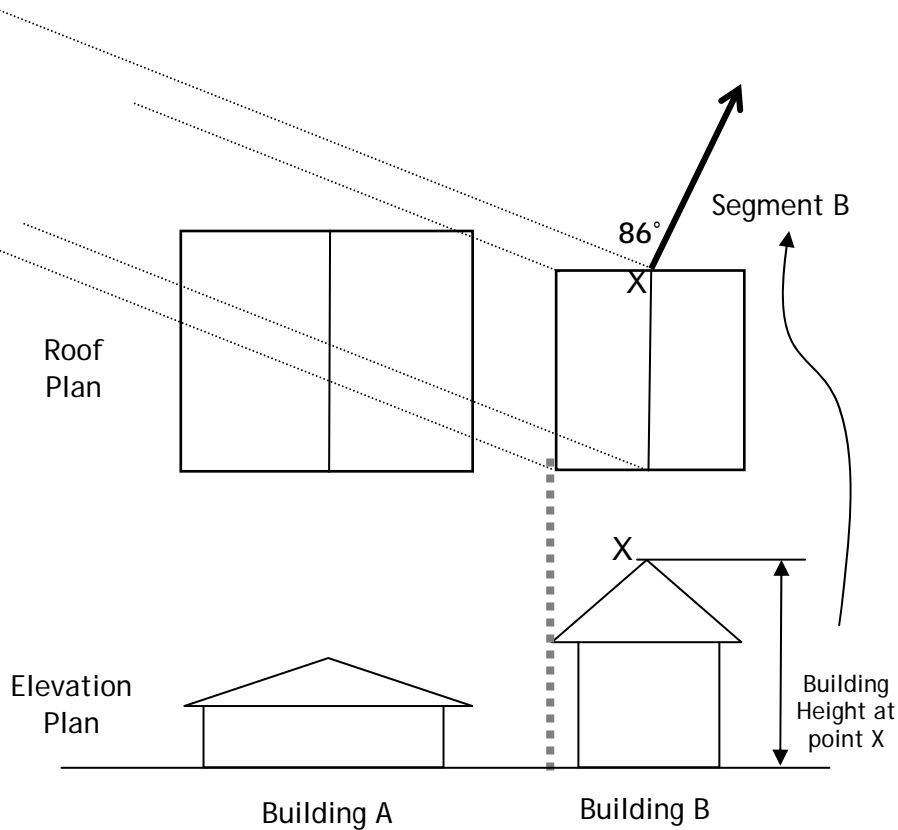 86°
Segment B
X
Roof
Plan
X
Elevation
Plan
Building
Height at
point X
Building A
Building B